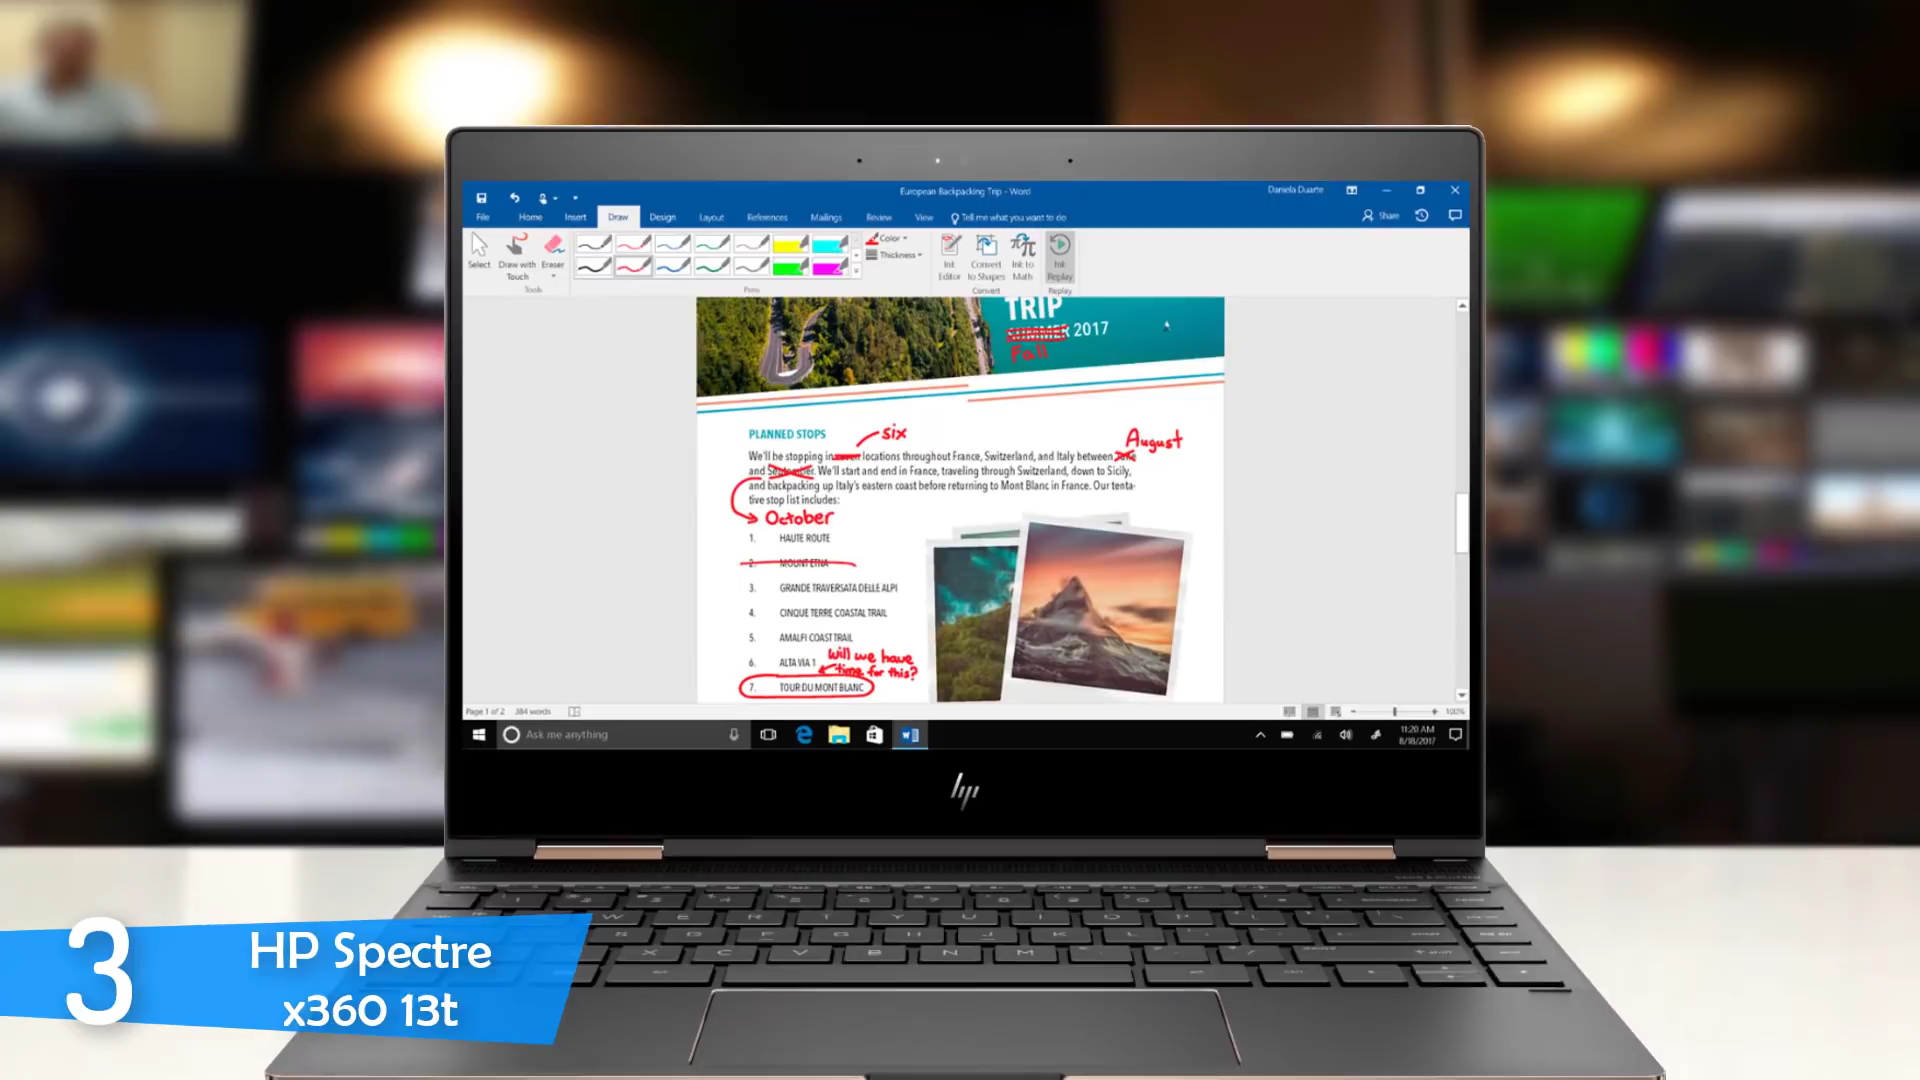 European Backpacking Trip - Word
Daniela Duarte
File Home Insert Draw Design Layout References Mailings Review View Tell me what you want to do
Share
Select
Draw with Touch
Eraser
Color
Thickness
Ink Editor
Convert to Shapes
Ink to Math
Ink Replay
Tools
Pens
Convert
Replay
TRIP
SUMMER 2017
Fall
PLANNED STOPS
six
August
We'll be stopping in locations throughout France, Switzerland, and Italy between June
and September. We'll start and end in France, traveling through Switzerland, down to Sicily,
and backpacking up Italy's eastern coast before returning to Mont Blanc in France. Our tenta-
tive stop list includes:
October
1. HAUTE ROUTE
2. MOUNT ETNA
3. GRANDE TRAVERSATA DELLE ALPI
4. CINQUE TERRE COASTAL TRAIL
5. AMALFI COAST TRAIL
6. ALTA VIA 1
will we have
time for this?
7. TOUR DU MONT BLANC
Page 1 of 2 384 words
100%
Ask me anything
11:20 AM
8/18/2017
hp
3
HP Spectre
x360 13t